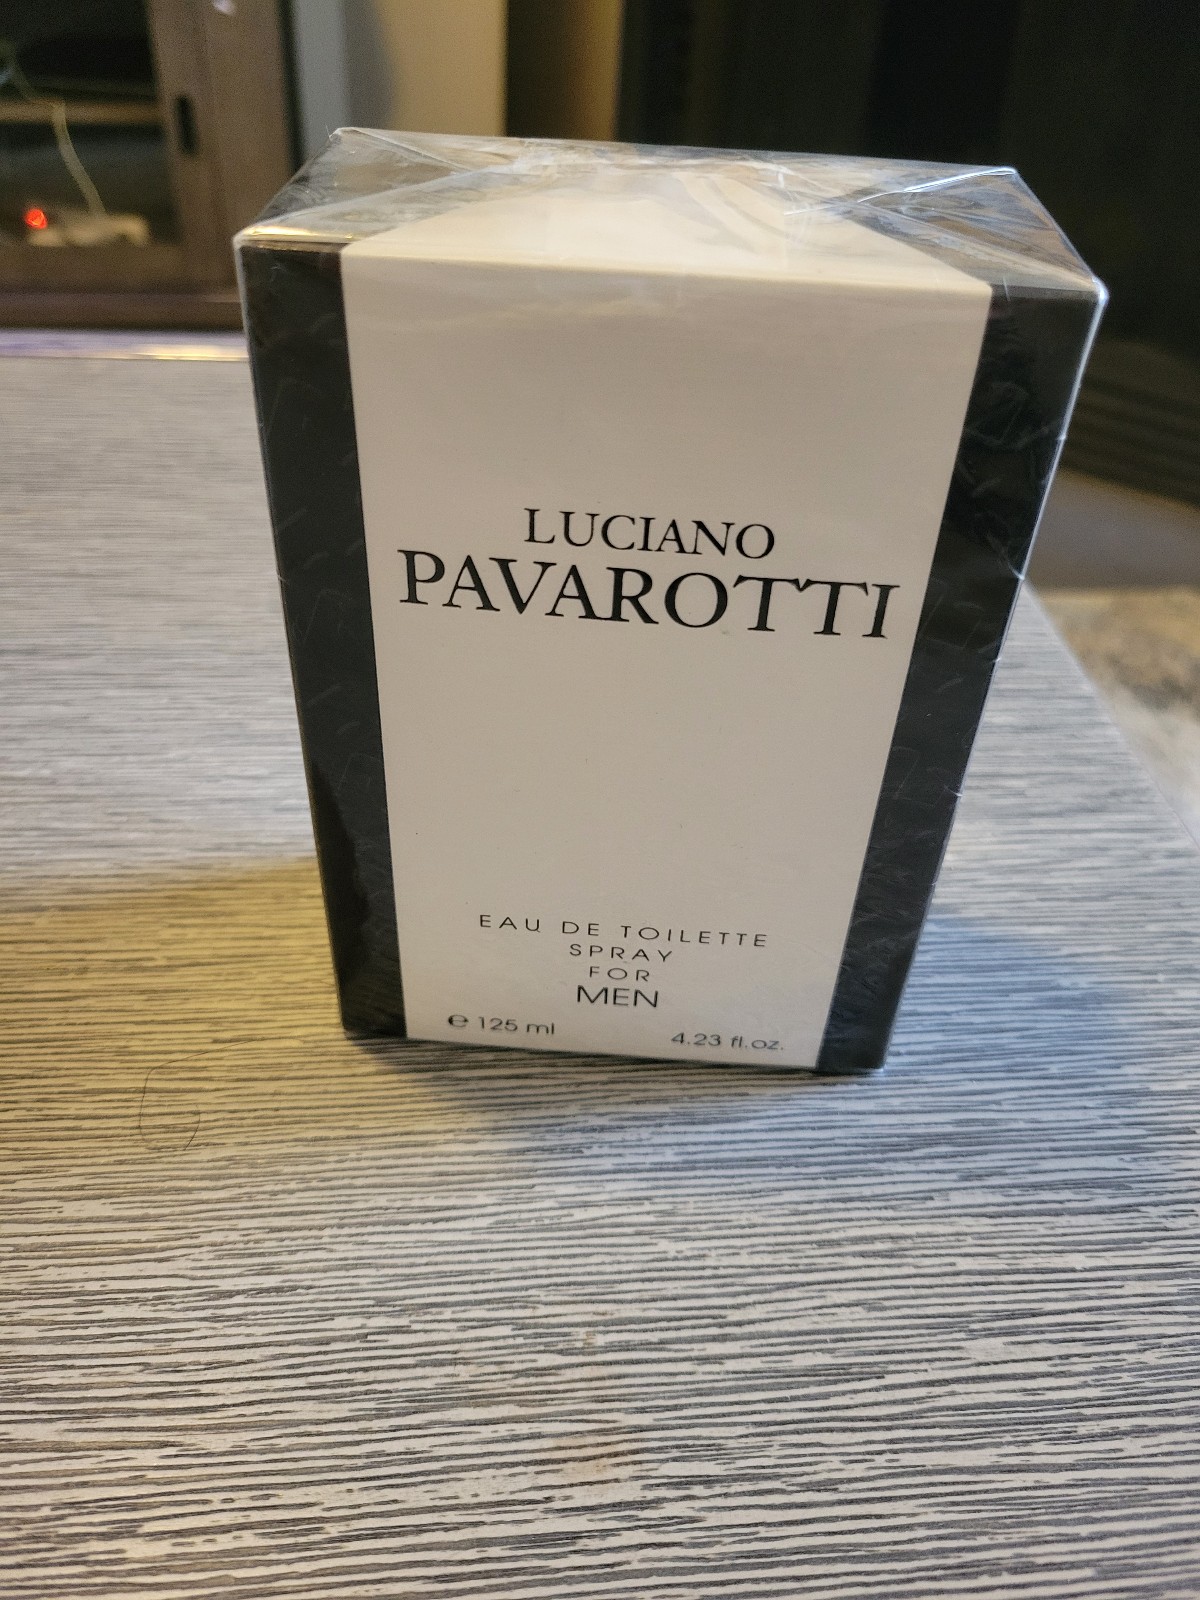 LUCIANO
PAVAROTTI
EAU DE TOILETTE
SPRAY
FOR
MEN
℮ 125 ml 4.23 fl.oz.